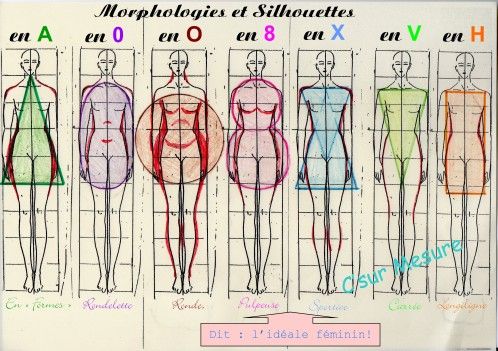 Morphologies et Silhouettes
en A en 0 en O en 8 en X en V en H
C'sur Mesure
En « formes » Rondelette Ronde. Pulpeuse Sportive Carrée Longiligne
Dit : l'idéale féminin!